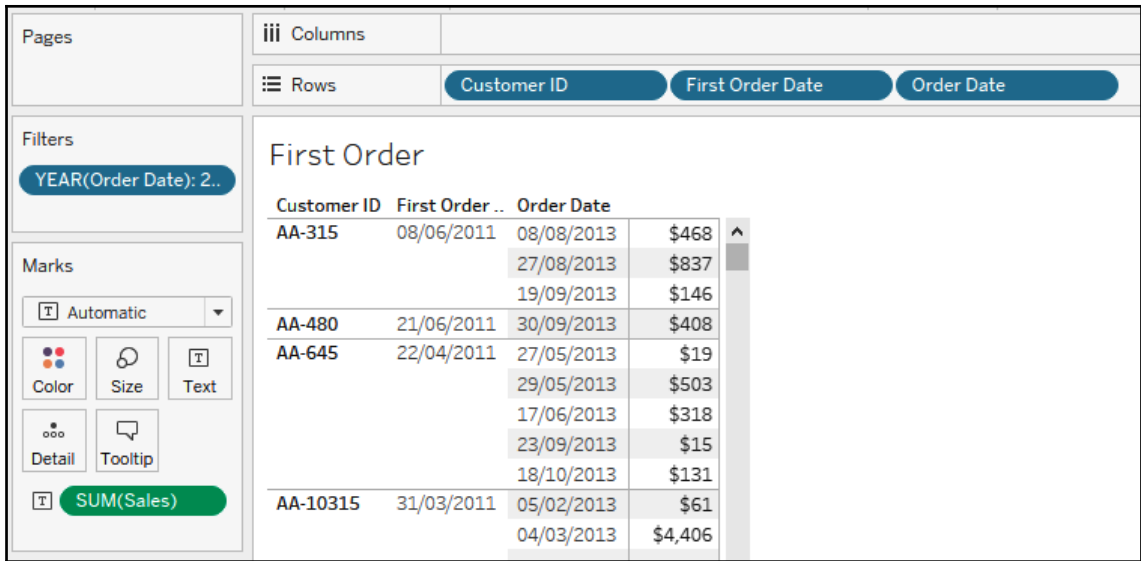 Pages
Columns
Rows
Customer ID
First Order Date
Order Date
Filters
YEAR(Order Date): 2..
Marks
T Automatic
Color
Size
T
Text
Detail
Tooltip
T SUM(Sales)
First Order
Customer ID First Order .. Order Date
AA-315 08/06/2011 08/08/2013 $468
27/08/2013 $837
19/09/2013 $146
AA-480 21/06/2011 30/09/2013 $408
AA-645 22/04/2011 27/05/2013 $19
29/05/2013 $503
17/06/2013 $318
23/09/2013 $15
18/10/2013 $131
AA-10315 31/03/2011 05/02/2013 $61
04/03/2013 $4,406